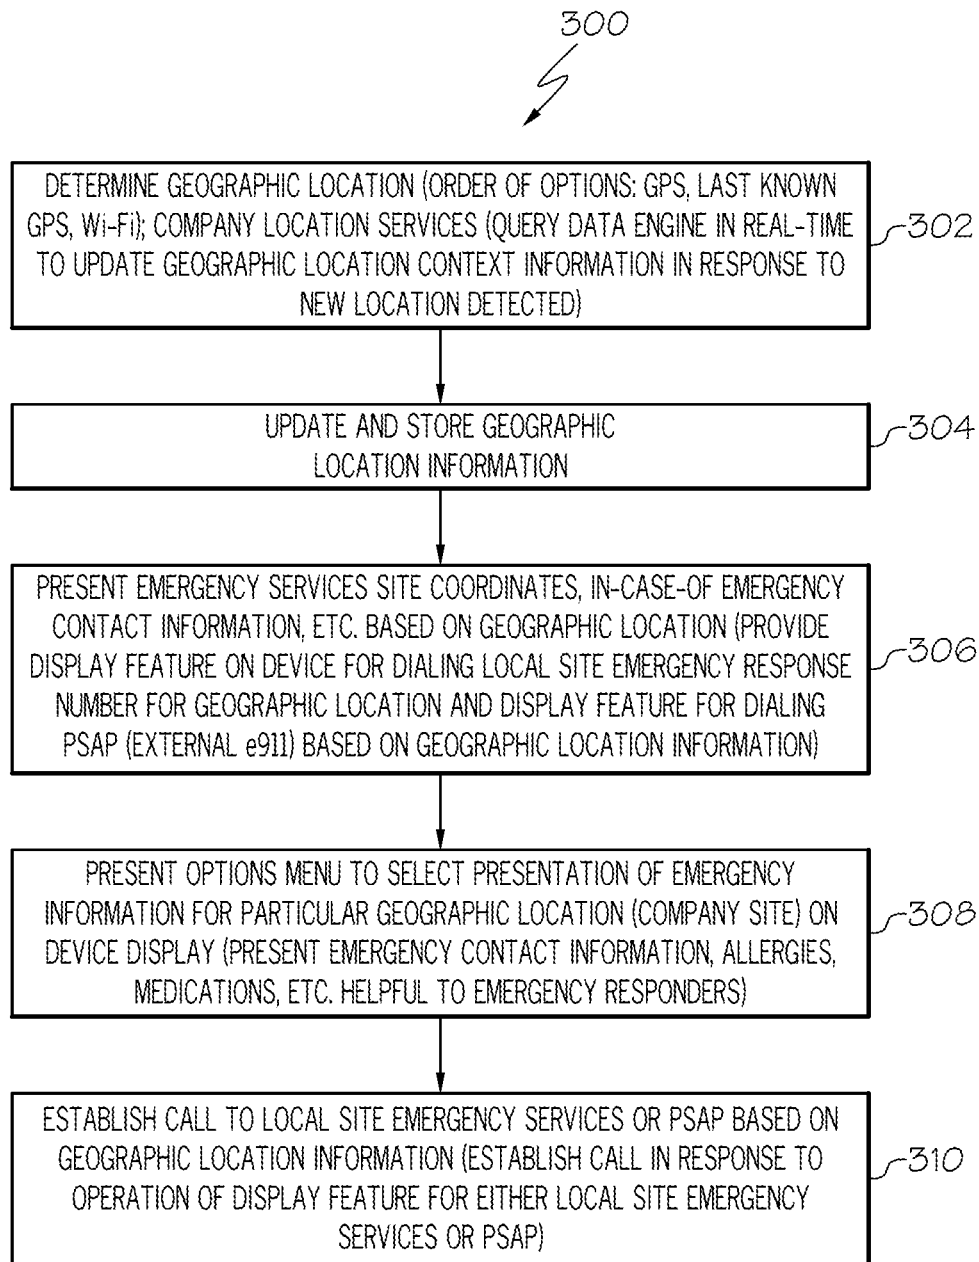 300
DETERMINE GEOGRAPHIC LOCATION (ORDER OF OPTIONS: GPS, LAST KNOWN
GPS, Wi-Fi); COMPANY LOCATION SERVICES (QUERY DATA ENGINE IN REAL-TIME
TO UPDATE GEOGRAPHIC LOCATION CONTEXT INFORMATION IN RESPONSE TO
NEW LOCATION DETECTED)
302
UPDATE AND STORE GEOGRAPHIC
LOCATION INFORMATION
304
PRESENT EMERGENCY SERVICES SITE COORDINATES, IN-CASE-OF EMERGENCY
CONTACT INFORMATION, ETC. BASED ON GEOGRAPHIC LOCATION (PROVIDE
DISPLAY FEATURE ON DEVICE FOR DIALING LOCAL SITE EMERGENCY RESPONSE
NUMBER FOR GEOGRAPHIC LOCATION AND DISPLAY FEATURE FOR DIALING
PSAP (EXTERNAL e911) BASED ON GEOGRAPHIC LOCATION INFORMATION)
306
PRESENT OPTIONS MENU TO SELECT PRESENTATION OF EMERGENCY
INFORMATION FOR PARTICULAR GEOGRAPHIC LOCATION (COMPANY SITE) ON
DEVICE DISPLAY (PRESENT EMERGENCY CONTACT INFORMATION, ALLERGIES,
MEDICATIONS, ETC. HELPFUL TO EMERGENCY RESPONDERS)
308
ESTABLISH CALL TO LOCAL SITE EMERGENCY SERVICES OR PSAP BASED ON
GEOGRAPHIC LOCATION INFORMATION (ESTABLISH CALL IN RESPONSE TO
OPERATION OF DISPLAY FEATURE FOR EITHER LOCAL SITE EMERGENCY
SERVICES OR PSAP)
310